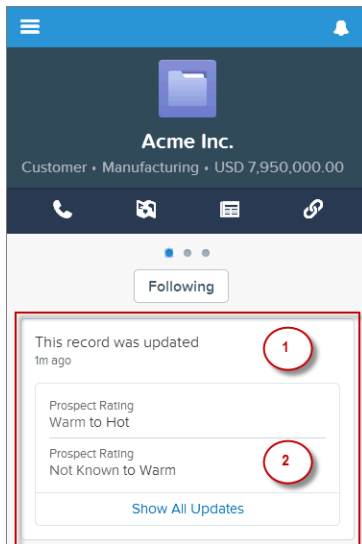 Acme Inc.
Customer • Manufacturing • USD 7,950,000.00
Following
This record was updated
1
1m ago
Prospect Rating
Warm to Hot
Prospect Rating
Not Known to Warm
2
Show All Updates